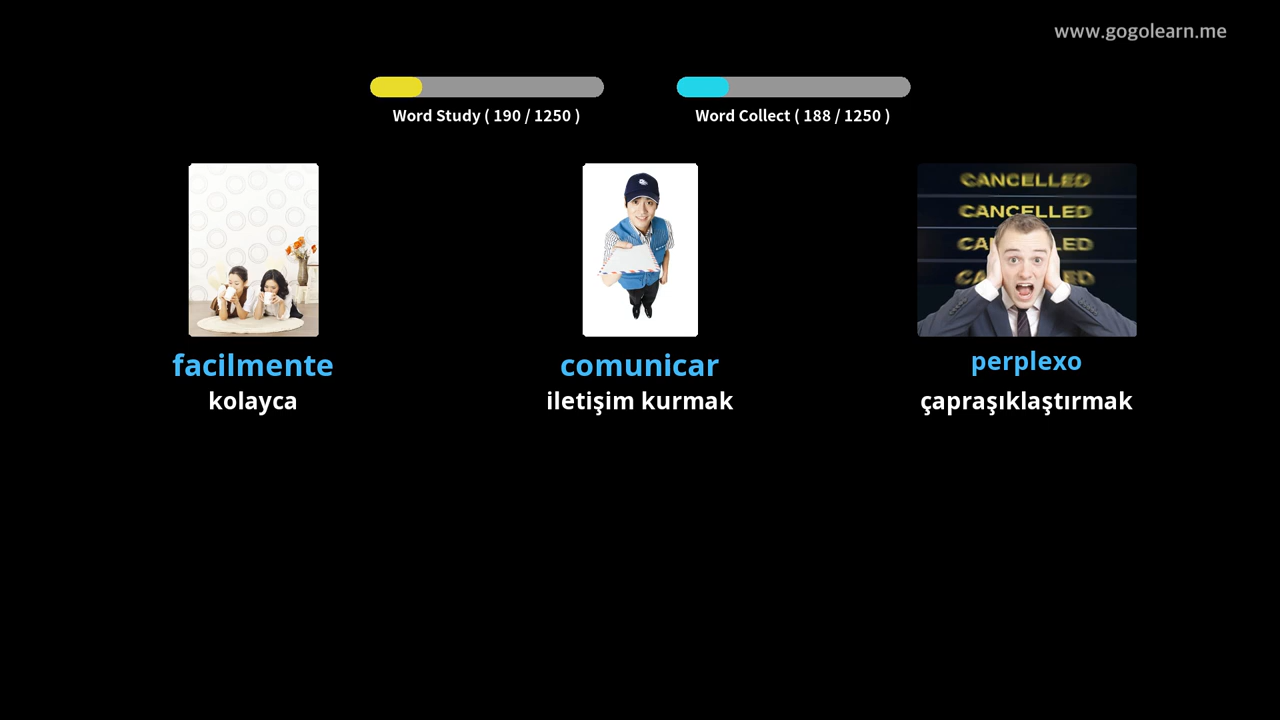 www.gogolearn.me
Word Study ( 190 / 1250 )
Word Collect ( 188 / 1250 )
CANCELLED
CANCELLED
facilmente
kolayca
comunicar
iletişim kurmak
perplexo
çapraşıklaştırmak